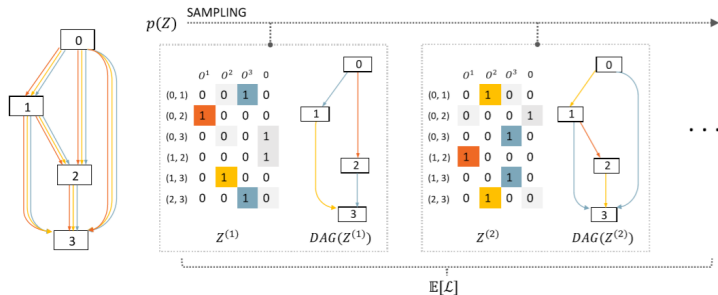 p(Z) SAMPLING
0
1
2
3
O¹ O² O³ 0
(0, 1) 0 0 1 0
(0, 2) 1 0 0 0
(0, 3) 0 0 0 1
(1, 2) 0 0 0 1
(1, 3) 0 1 0 0
(2, 3) 0 0 1 0
Z⁽¹⁾
0
1
2
3
DAG(Z⁽¹⁾)
O¹ O² O³ 0
(0, 1) 0 1 0 0
(0, 2) 0 0 0 1
(0, 3) 0 0 1 0
(1, 2) 1 0 0 0
(1, 3) 0 0 1 0
(2, 3) 0 1 0 0
Z⁽²⁾
0
1
2
3
DAG(Z⁽²⁾)
...
𝔼[ℒ]